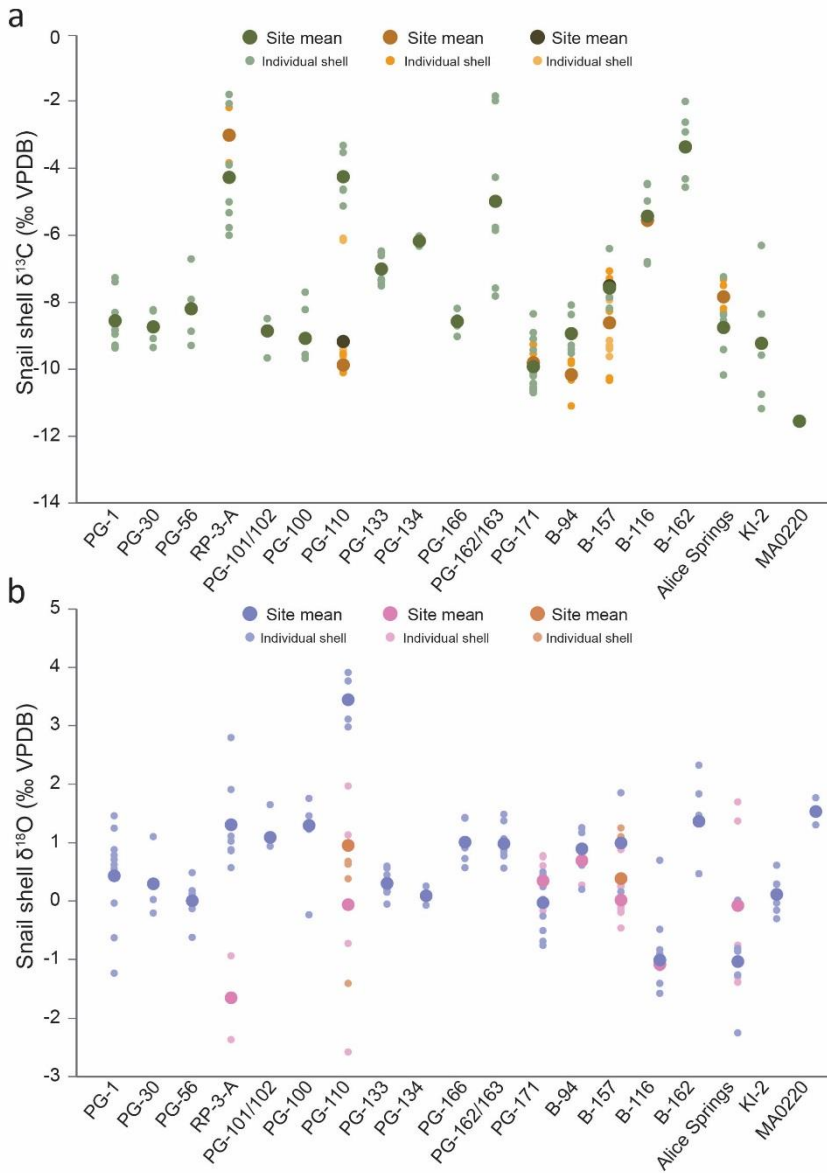 a
Site mean Site mean Site mean
Individual shell Individual shell Individual shell
Snail shell δ13C (‰ VPDB)
0
-2
-4
-6
-8
-10
-12
-14
PG-1 PG-30 PG-56 RP-3-A PG-101/102 PG-100 PG-110 PG-133 PG-134 PG-166 PG-162/163 PG-171 B-94 B-157 B-116 B-162 Alice Springs KI-2 MA0220
b
Site mean Site mean Site mean
Individual shell Individual shell Individual shell
Snail shell δ18O (‰ VPDB)
5
4
3
2
1
0
-1
-2
-3
PG-1 PG-30 PG-56 RP-3-A PG-101/102 PG-100 PG-110 PG-133 PG-134 PG-166 PG-162/163 PG-171 B-94 B-157 B-116 B-162 Alice Springs KI-2 MA0220